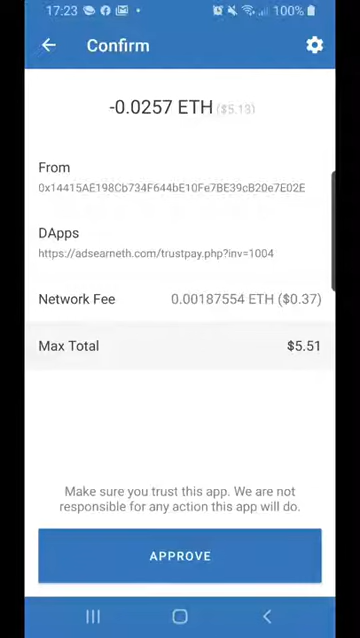 17:23 100%
Confirm
-0.0257 ETH ($5.13)
From
0x14415AE198Cb734F644bE10Fe7BE39cB20e7E02E
DApps
https://adsearneth.com/trustpay.php?inv=1004
Network Fee 0.00187554 ETH ($0.37)
Max Total $5.51
Make sure you trust this app. We are not
responsible for any action this app will do.
APPROVE